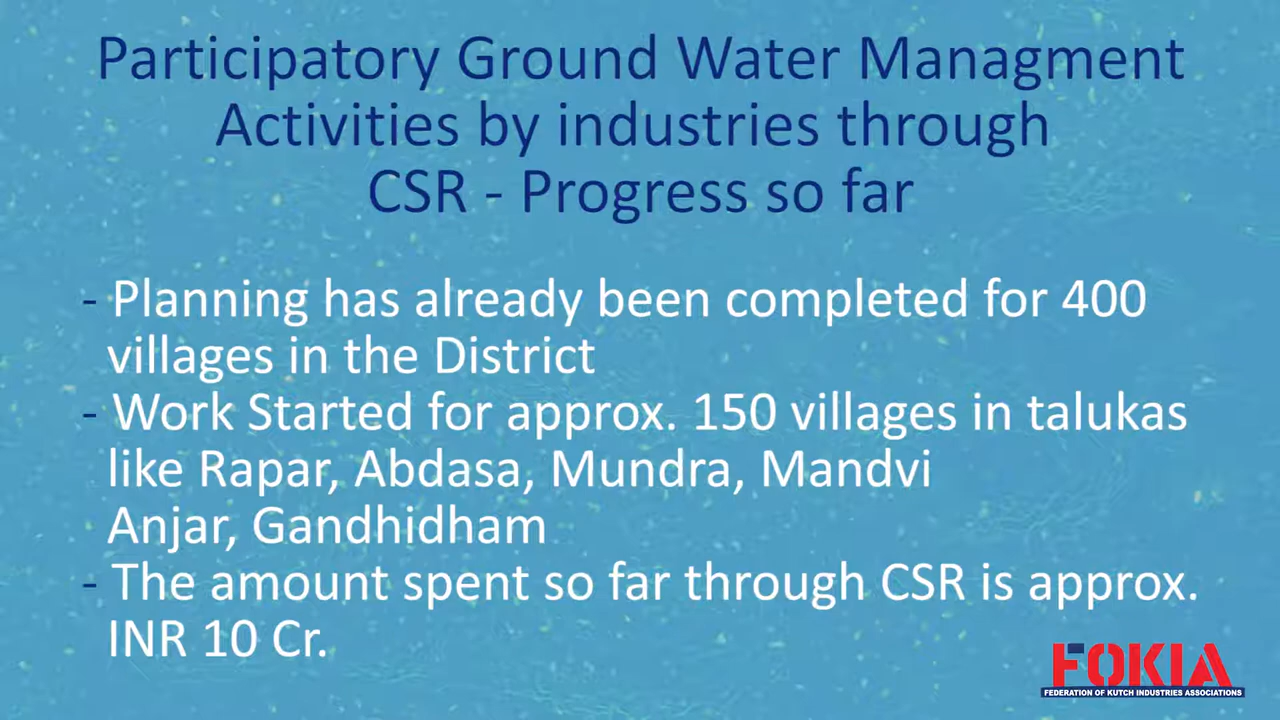 Participatory Ground Water Managment
Activities by industries through
CSR - Progress so far
- Planning has already been completed for 400
villages in the District
- Work Started for approx. 150 villages in talukas
like Rapar, Abdasa, Mundra, Mandvi
Anjar, Gandhidham
- The amount spent so far through CSR is approx.
INR 10 Cr.
FOKIA
FEDERATION OF KUTCH INDUSTRIES ASSOCIATIONS